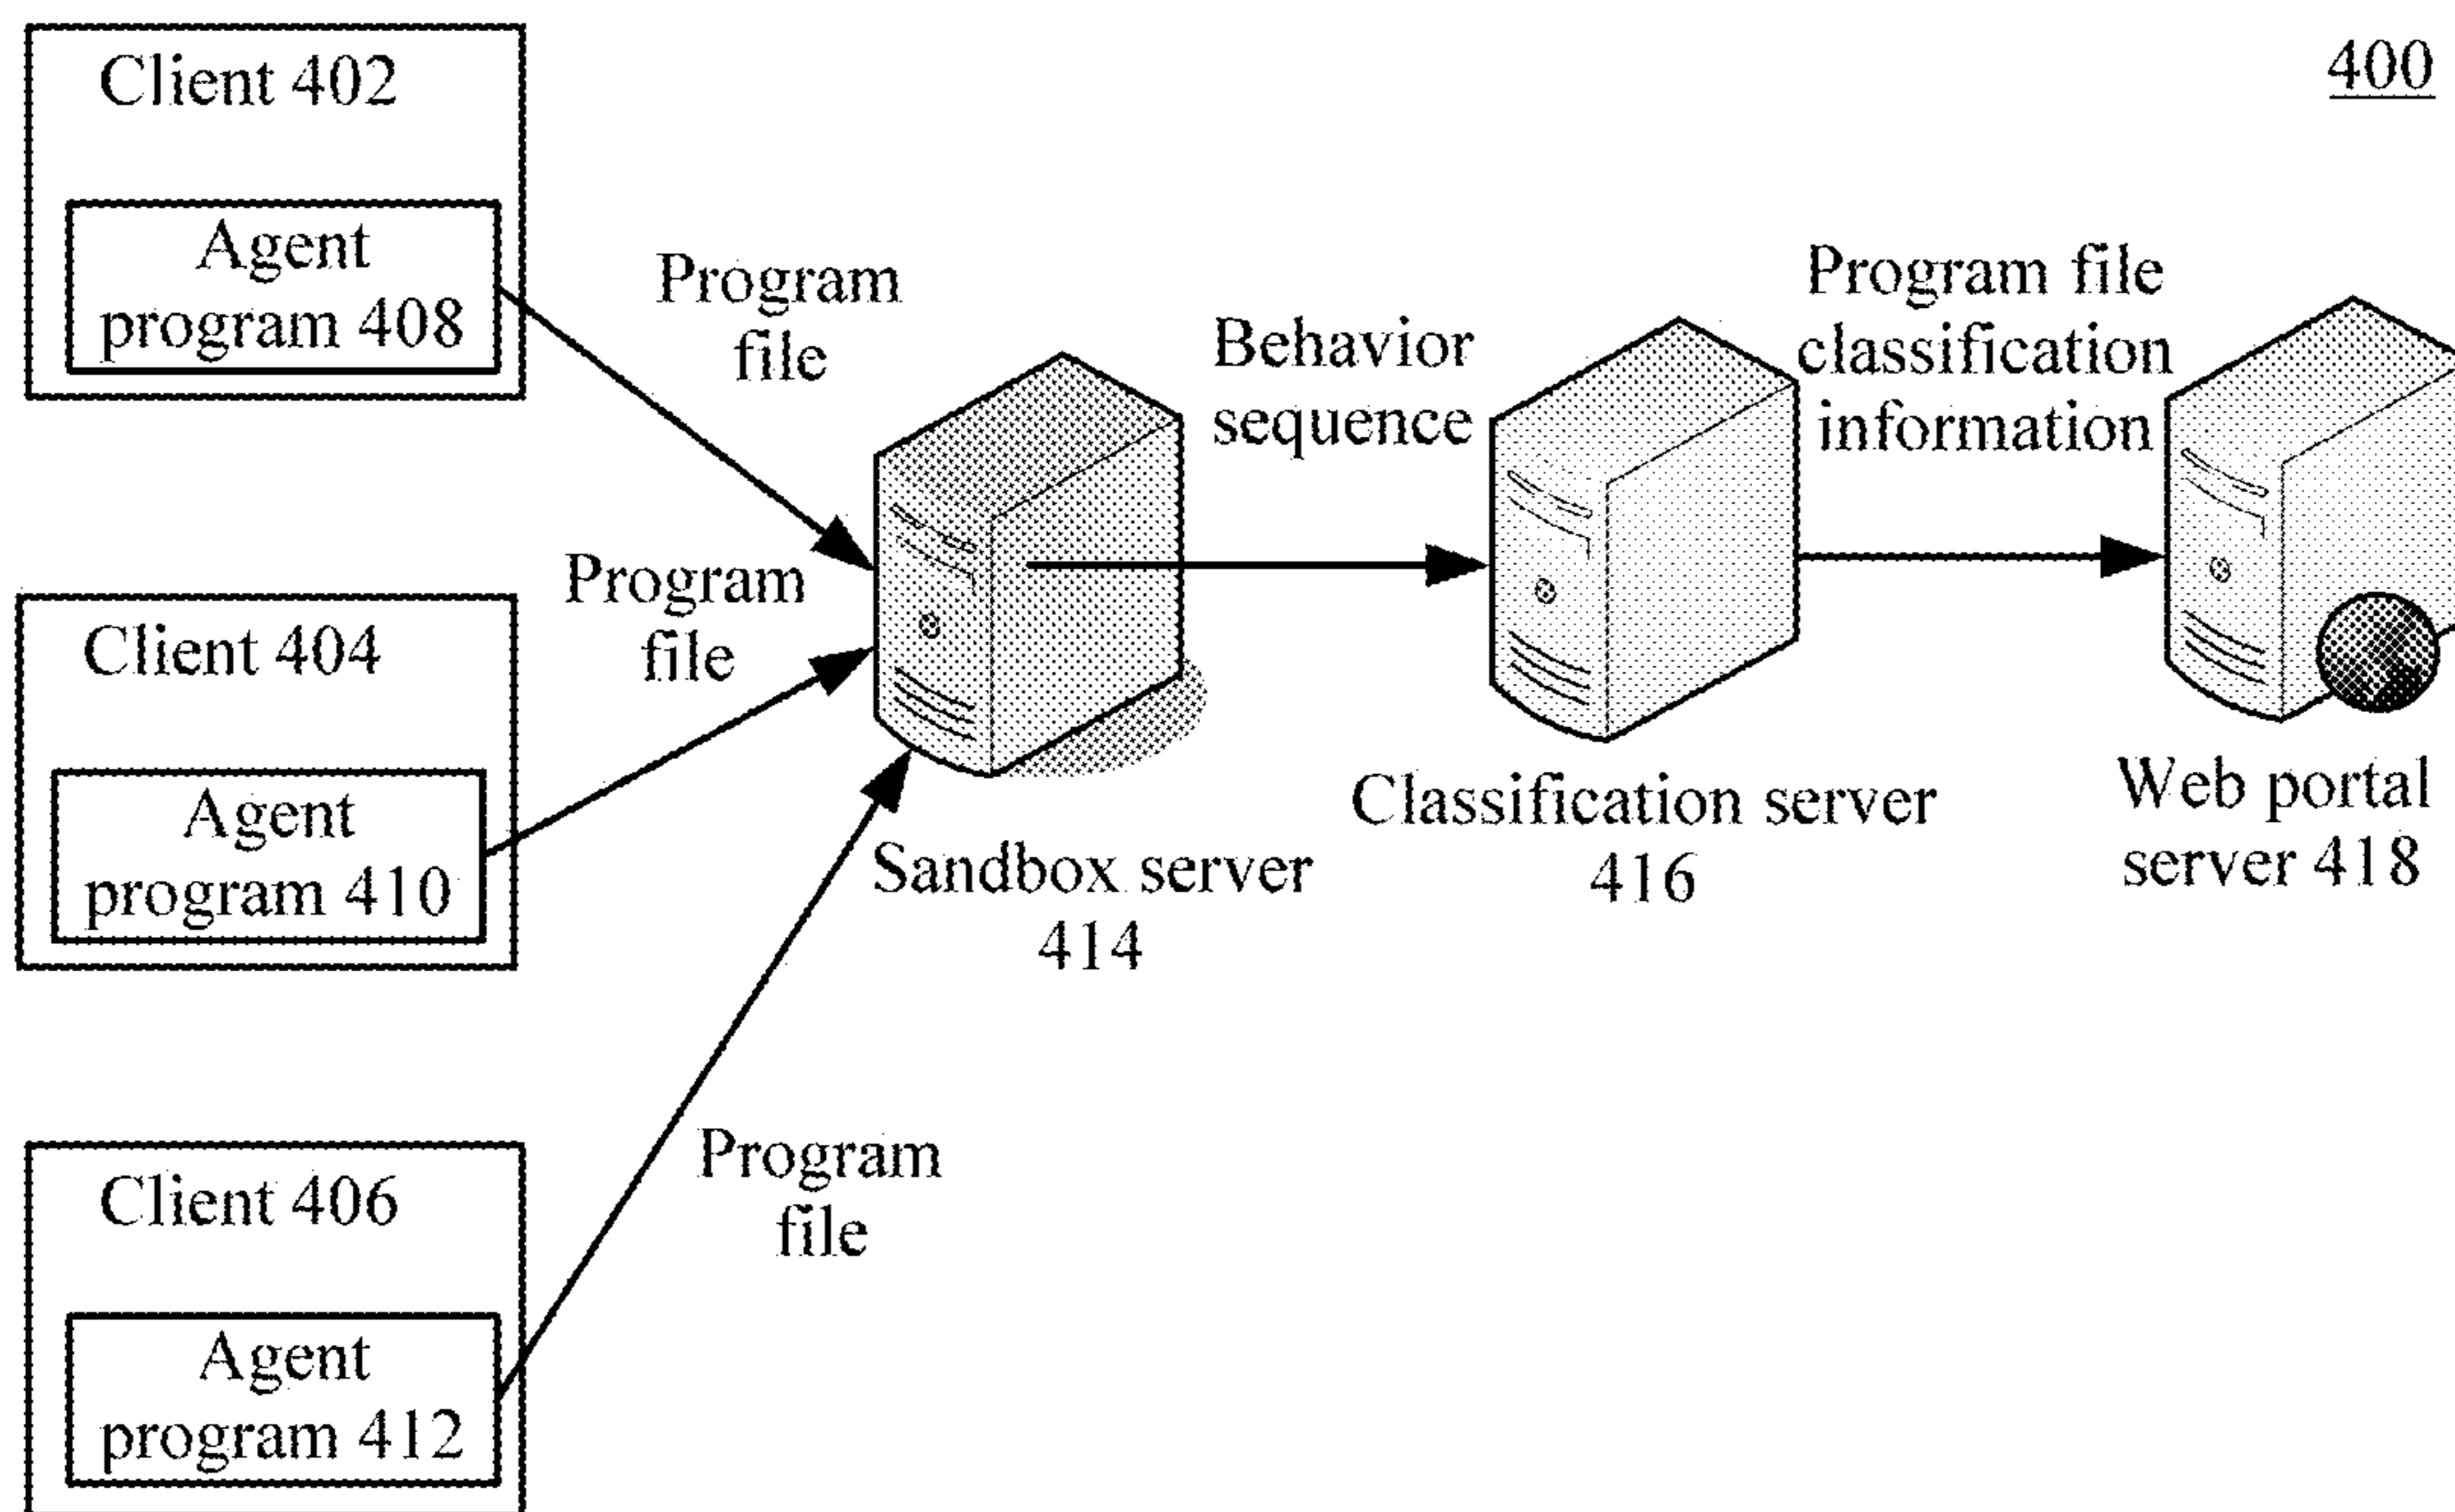 400
Client 402
Agent
program 408
Program
file
Behavior
sequence
Program file
classification
information
Client 404
Agent
program 410
Program
file
Sandbox server
414
Classification server
416
Web portal
server 418
Client 406
Agent
program 412
Program
file